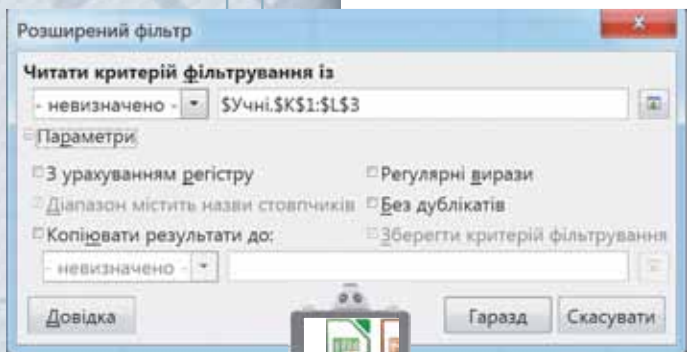 Розширений фільтр
Читати критерій фільтрування із
- невизначено - $Учні.$K$1:$L$3
Параметри
З урахуванням регістру Регулярні вирази
Діапазон містить назви стовпчиків Без дублікатів
Копіювати результати до: Зберегти критерій фільтрування
- невизначено -
Довідка Гаразд Скасувати